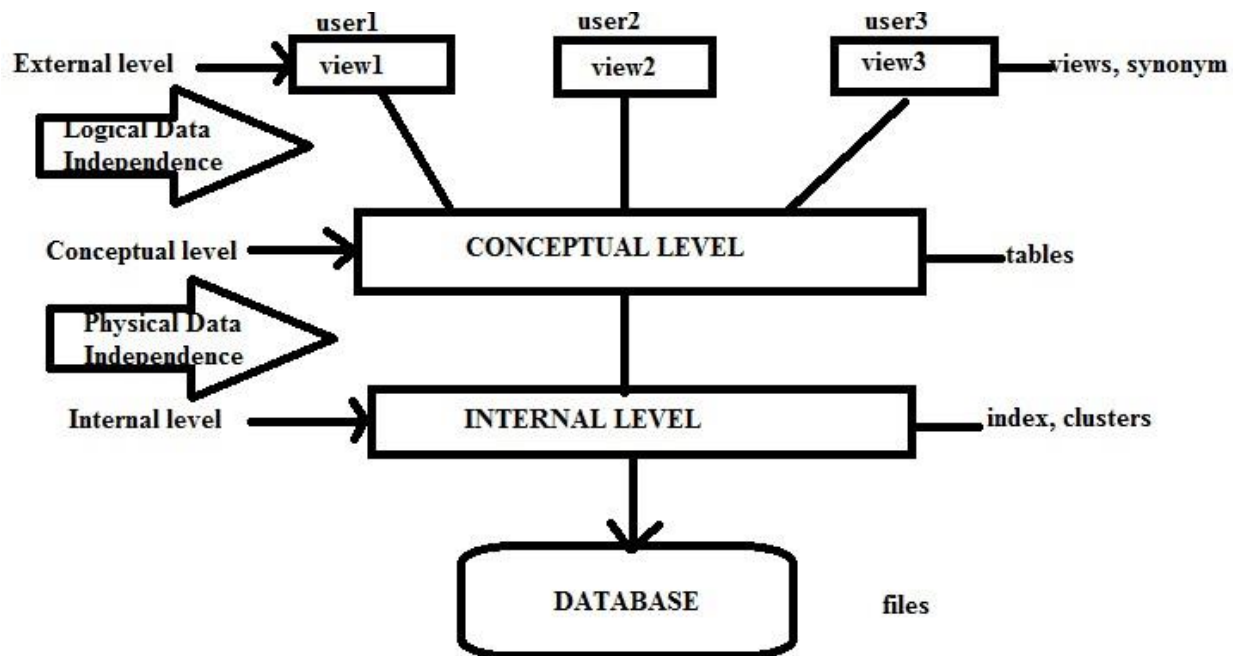 user1
user2
user3
External level
view1
view2
view3
views, synonym
Logical Data
Independence
Conceptual level
CONCEPTUAL LEVEL
tables
Physical Data
Independence
Internal level
INTERNAL LEVEL
index, clusters
DATABASE
files